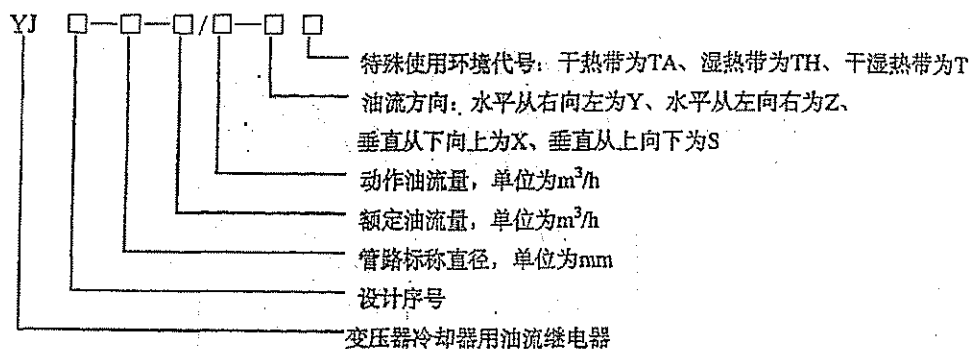 YJ □—□—□/□—□ □
特殊使用环境代号：干热带为TA、湿热带为TH、干湿热带为T
油流方向：水平从右向左为Y、水平从左向右为Z、
垂直从下向上为X、垂直从上向下为S
动作油流量，单位为m³/h
额定油流量，单位为m³/h
管路标称直径，单位为mm
设计序号
变压器冷却器用油流继电器